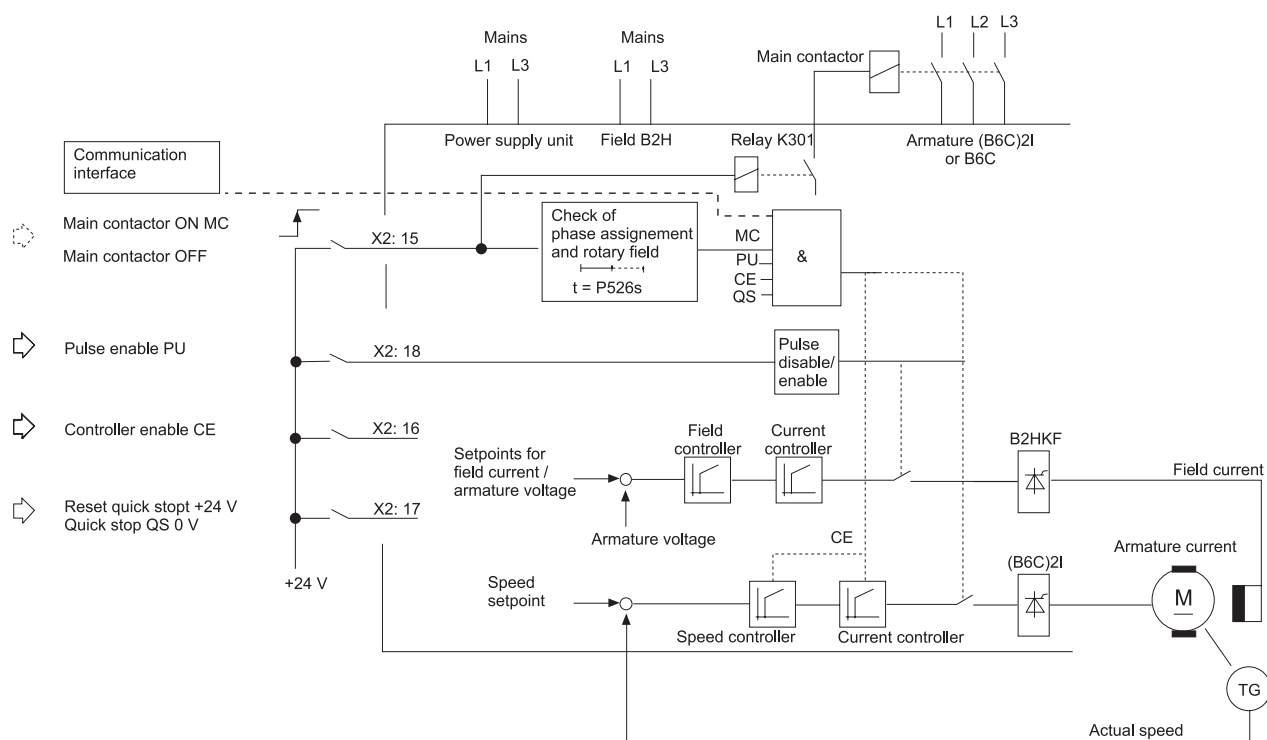 L1 L2 L3
Mains Mains
Main contactor
L1 L3 L1 L3
Power supply unit Field B2H Relay K301 Armature (B6C)2I
or B6C
Communication
interface
Main contactor ON MC
Main contactor OFF
X2: 15
Check of
phase assignement
and rotary field
t = P526s
MC
PU
CE
QS
&
Pulse enable PU
X2: 18
Pulse
disable/
enable
Controller enable CE
X2: 16
Setpoints for
field current /
armature voltage
Field
controller
Current
controller
B2HKF
Field current
Reset quick stopt +24 V
Quick stop QS 0 V
X2: 17
Armature voltage
+24 V
CE
Armature current
(B6C)2I
Speed
setpoint
M
Speed controller
Current controller
TG
Actual speed